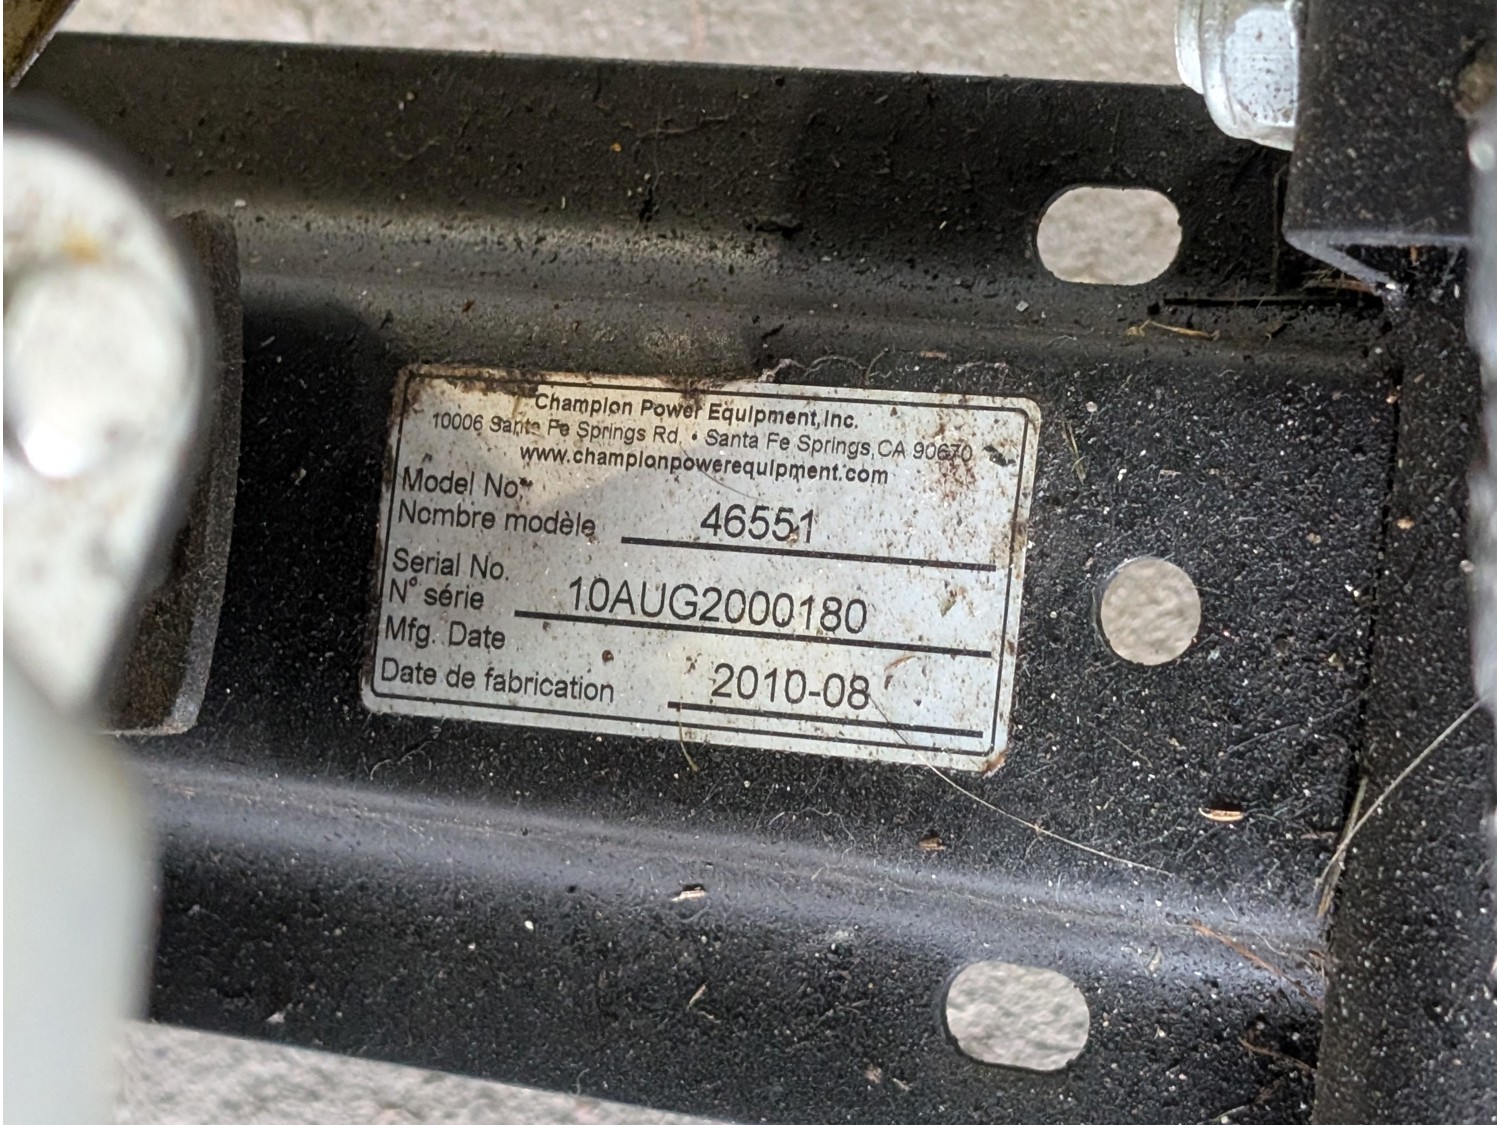 Champion Power Equipment,Inc.
10006 Santa Fe Springs Rd. • Santa Fe Springs,CA 90670
www.championpowerequipment.com
Model No.
Nombre modèle 46551
Serial No.
N° série 10AUG2000180
Mfg. Date
Date de fabrication 2010-08